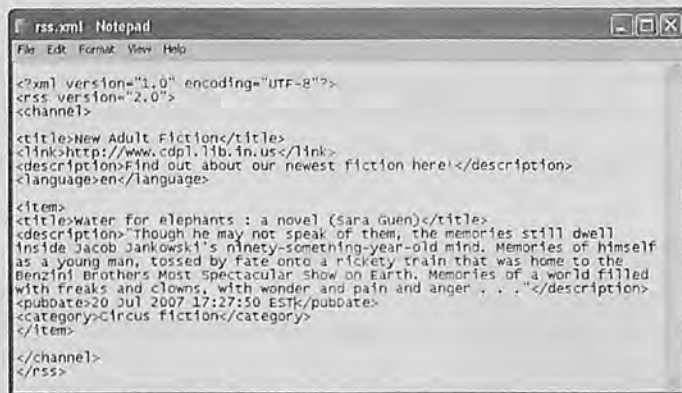 rss.xml Notepad
File Edit Format View Help
<?xml version="1.0" encoding="UTF-8"?>
<rss version="2.0">
<channel>
<title>New Adult Fiction</title>
<link>http://www.cdpl.lib.in.us</link>
<description>Find out about our newest fiction here!</description>
<language>en</language>
<item>
<title>Water for elephants : a novel (Sara Guen)</title>
<description>"Though he may not speak of them, the memories still dwell
inside Jacob Jankowski's ninety-something-year-old mind. Memories of himself
as a young man, tossed by fate onto a rickety train that was home to the
Benzini Brothers Most Spectacular Show on Earth. Memories of a world filled
with freaks and clowns, with wonder and pain and anger . . ."</description>
<pubDate>20 Jul 2007 17:27:50 EST</pubDate>
<category>Circus fiction</category>
</item>
</channel>
</rss>